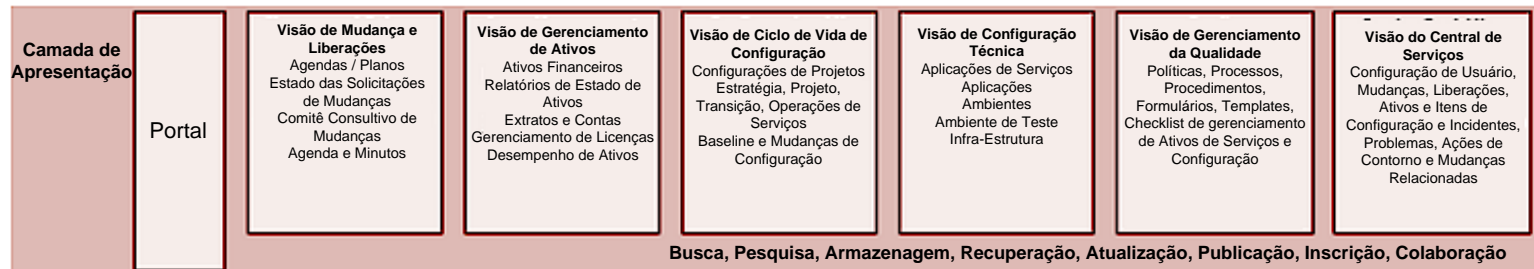 Camada de
Apresentação
Portal
Visão de Mudança e
Liberações
Agendas / Planos
Estado das Solicitações
de Mudanças
Comitê Consultivo de
Mudanças
Agenda e Minutos
Visão de Gerenciamento
de Ativos
Ativos Financeiros
Relatórios de Estado de
Ativos
Extratos e Contas
Gerenciamento de Licenças
Desempenho de Ativos
Visão de Ciclo de Vida de
Configuração
Configurações de Projetos
Estratégia, Projeto,
Transição, Operações de
Serviços
Baseline e Mudanças de
Configuração
Visão de Configuração
Técnica
Aplicações de Serviços
Aplicações
Ambientes
Ambiente de Teste
Infra-Estrutura
Visão de Gerenciamento
da Qualidade
Políticas, Processos,
Procedimentos,
Formulários, Templates,
Checklist de gerenciamento
de Ativos de Serviços e
Configuração
Visão do Central de
Serviços
Configuração de Usuário,
Mudanças, Liberações,
Ativos e Itens de
Configuração e Incidentes,
Problemas, Ações de
Contorno e Mudanças
Relacionadas
Busca, Pesquisa, Armazenagem, Recuperação, Atualização, Publicação, Inscrição, Colaboração